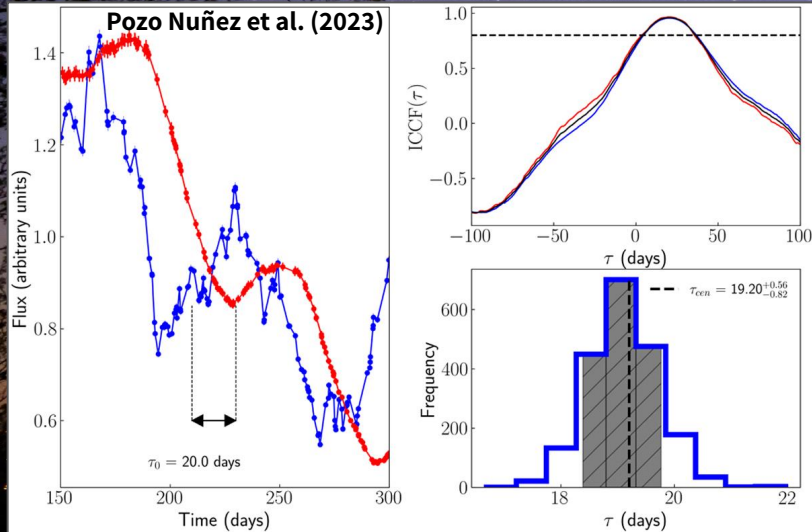 Pozo Nuñez et al. (2023)
Flux (arbitrary units)
1.4
1.2
1.0
0.8
0.6
τ0 = 20.0 days
150 200 250 300
Time (days)
ICCF(τ)
1.0
0.5
0.0
−0.5
−100 −50 0 50 100
τ (days)
Frequency
600
400
200
0
τcen = 19.20 +0.56 −0.82
18 20 22
τ (days)